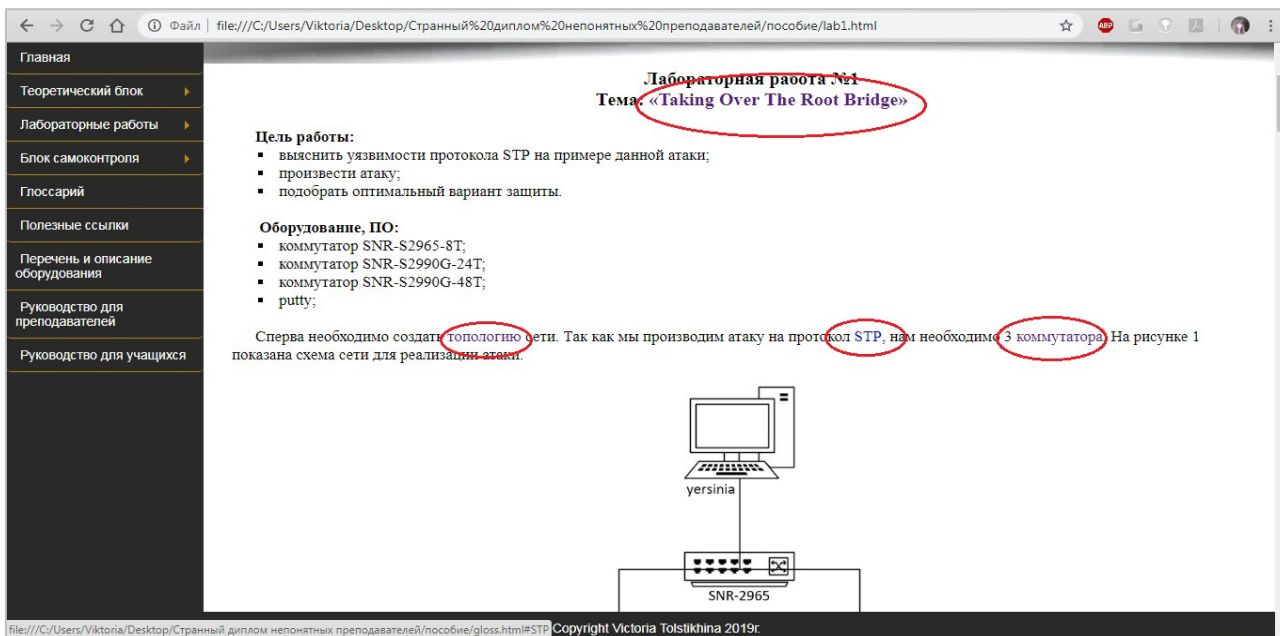 Файл
file:///C:/Users/Viktoria/Desktop/Странный%20диплом%20непонятных%20преподавателей/пособие/lab1.html
ABP
Главная
Теоретический блок
Лабораторные работы
Блок самоконтроля
Глоссарий
Полезные ссылки
Перечень и описание
оборудования
Руководство для
преподавателей
Руководство для учащихся
Лабораторная работа №1
Тема: «Taking Over The Root Bridge»
Цель работы:
выяснить уязвимости протокола STP на примере данной атаки;
произвести атаку;
подобрать оптимальный вариант защиты.
Оборудование, ПО:
коммутатор SNR-S2965-8T;
коммутатор SNR-S2990G-24T;
коммутатор SNR-S2990G-48T;
putty;
Сперва необходимо создать топологию сети. Так как мы производим атаку на протокол STP, нам необходимо 3 коммутатора. На рисунке 1
показана схема сети для реализации атаки.
yersinia
SNR-2965
file:///C:/Users/Viktoria/Desktop/Странный диплом непонятных преподавателей/пособие/gloss.html#STP
Copyright Victoria Tolstikhina 2019г.